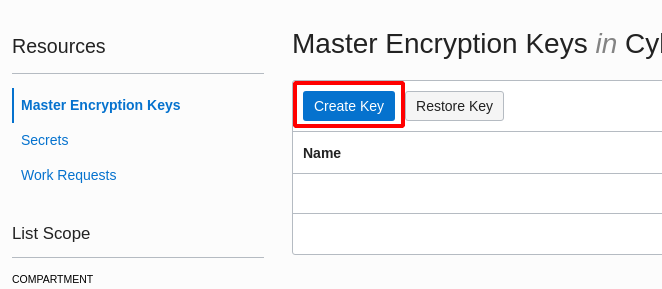 Resources
Master Encryption Keys
Secrets
Work Requests
List Scope
COMPARTMENT
Master Encryption Keys in Cyl
Create Key
Restore Key
Name